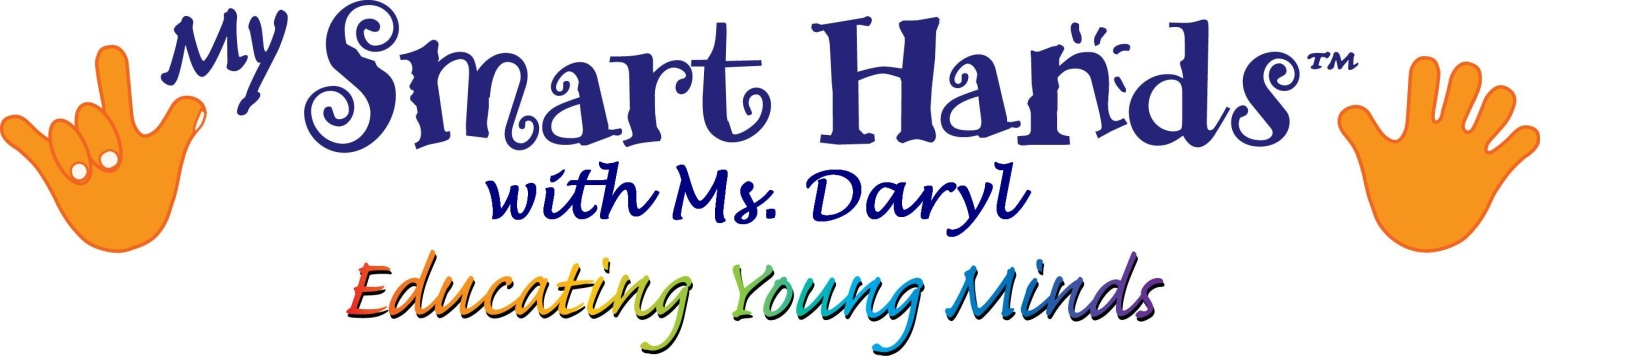 My Smart Hands™
with Ms. Daryl
Educating Young Minds